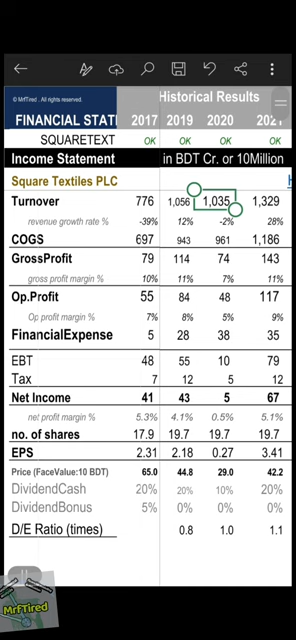 © MrfTired . All rights reserved.
Historical Results
FINANCIAL STATI 2017 2019 2020 2021
SQUARETEXT OK OK OK OK
Income Statement in BDT Cr. or 10Million
Square Textiles PLC
Turnover 776 1,056 1,035 1,329
revenue growth rate % -39% 12% -2% 28%
COGS 697 943 961 1,186
GrossProfit 79 114 74 143
gross profit margin % 10% 11% 7% 11%
Op.Profit 55 84 48 117
Op profit margin % 7% 8% 5% 9%
FinancialExpense 5 28 38 35
EBT 48 55 10 79
Tax 7 12 5 12
Net Income 41 43 5 67
net profit margin % 5.3% 4.1% 0.5% 5.1%
no. of shares 17.9 19.7 19.7 19.7
EPS 2.31 2.18 0.27 3.41
Price (FaceValue:10 BDT) 65.0 44.8 29.0 42.2
DividendCash 20% 20% 10% 20%
DividendBonus 5% 0% 0% 0%
D/E Ratio (times) 0.8 1.0 1.1
MrfTired